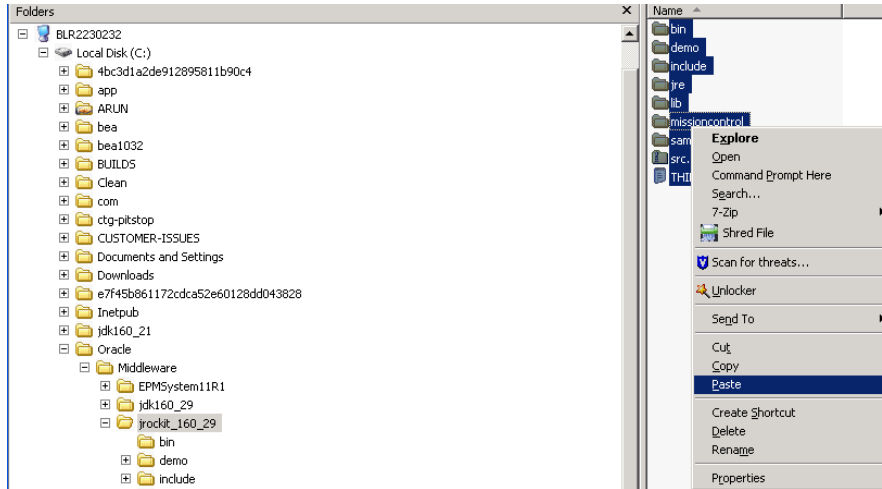 Folders
BLR2230232
Local Disk (C:)
4bc3d1a2de912895811b90c4
app
ARUN
bea
bea1032
BUILDS
Clean
com
ctg-pitstop
CUSTOMER-ISSUES
Documents and Settings
Downloads
e7f45b861172cdca52e60128dd043828
Inetpub
jdk160_21
Oracle
Middleware
EPMSystem11R1
jdk160_29
jrockit_160_29
bin
demo
include
Name
bin
demo
include
jre
lib
missioncontrol
sam
src.
THI
Explore
Open
Command Prompt Here
Search...
7-Zip
Shred File
Scan for threats...
Unlocker
Send To
Cut
Copy
Paste
Create Shortcut
Delete
Rename
Properties